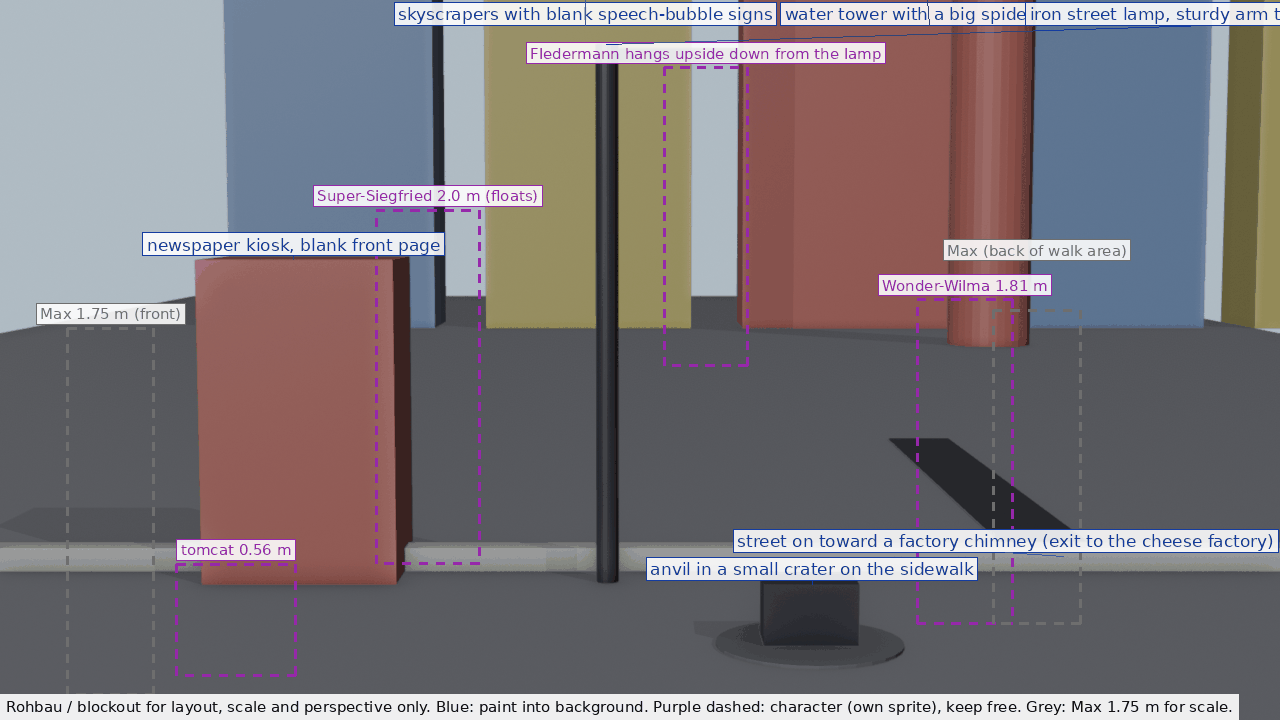 skyscrapers with blank speech-bubble signs
water tower with a big spider
iron street lamp, sturdy arm t
Fledermann hangs upside down from the lamp
Super-Siegfried 2.0 m (floats)
newspaper kiosk, blank front page
Max (back of walk area)
Wonder-Wilma 1.81 m
Max 1.75 m (front)
street on toward a factory chimney (exit to the cheese factory)
tomcat 0.56 m
anvil in a small crater on the sidewalk
Rohbau / blockout for layout, scale and perspective only. Blue: paint into background. Purple dashed: character (own sprite), keep free. Grey: Max 1.75 m for scale.